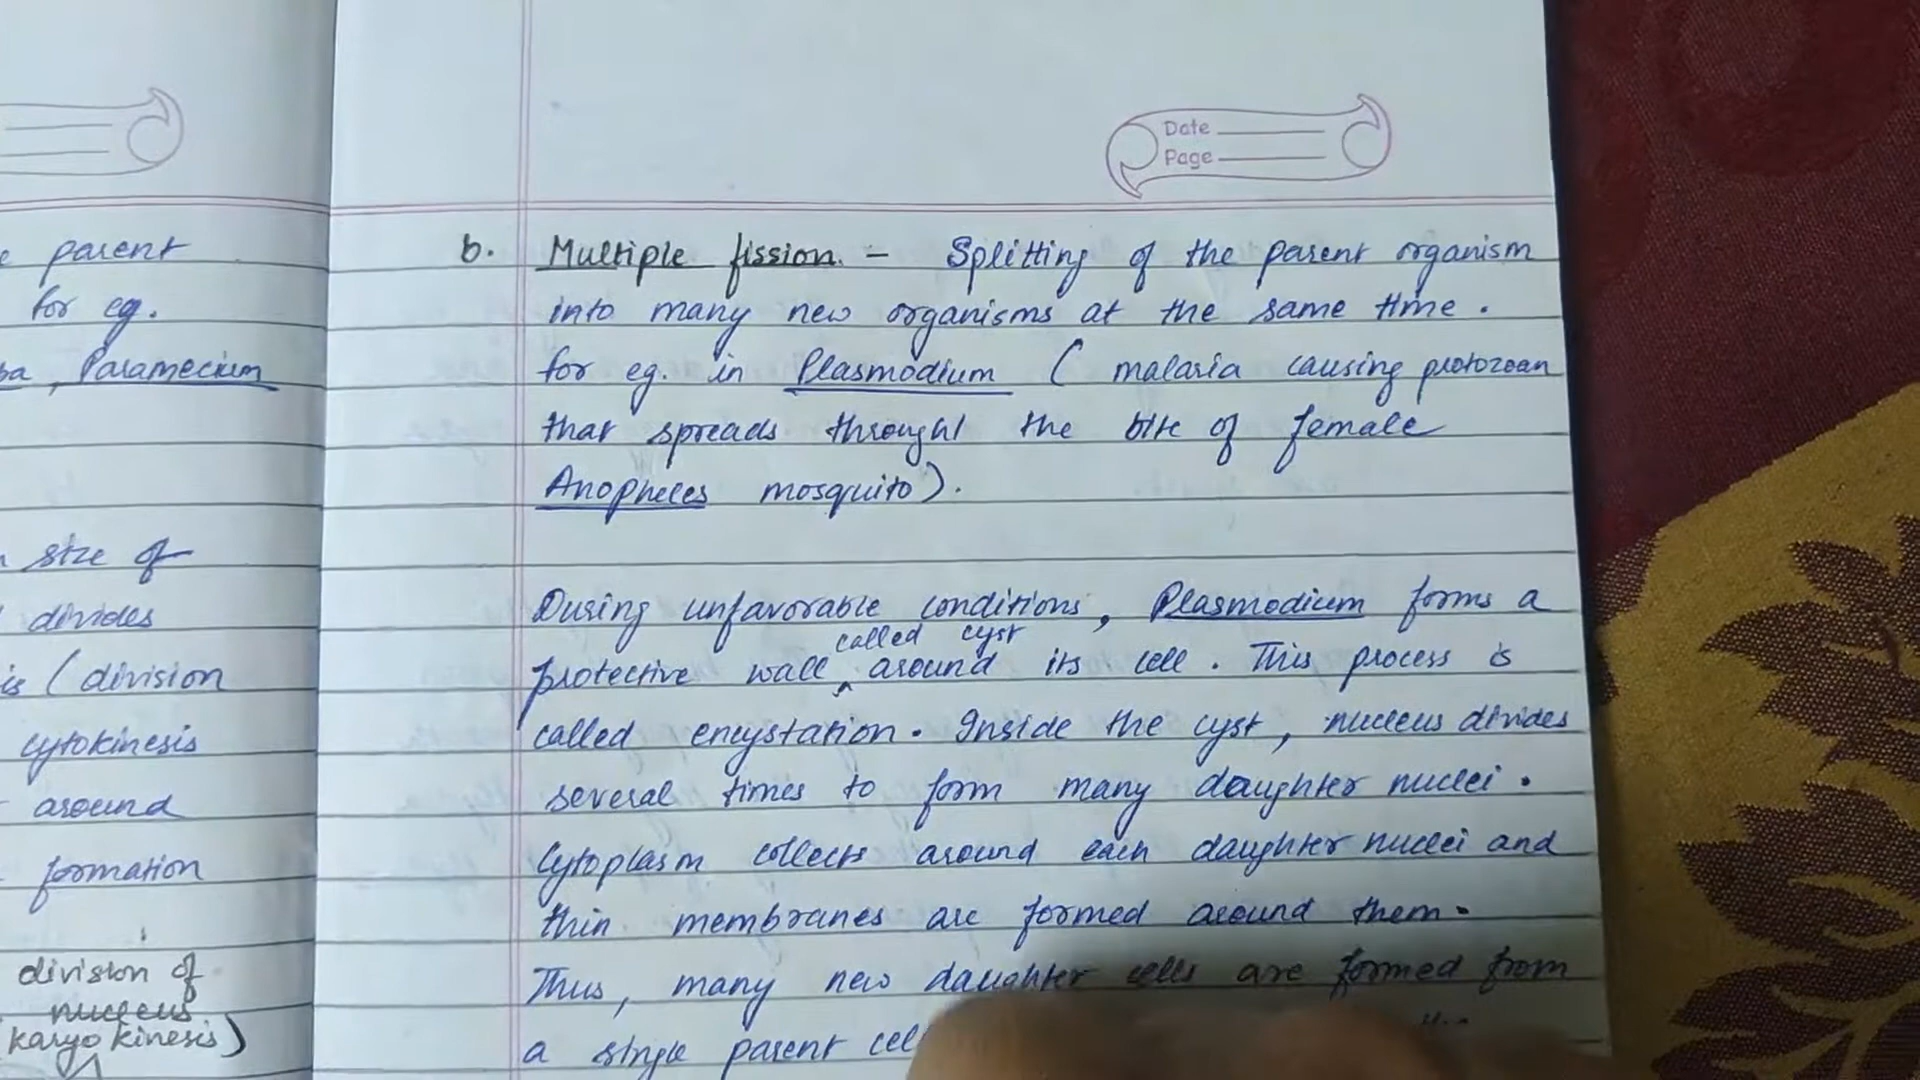 parent
for eg.
Paramecium
size of
divides
is (division
cytokinesis
around
formation
division of
nucleus
karyokinesis)
Date
Page
b. Multiple fission. - Splitting of the parent organism
into many new organisms at the same time.
for eg. in Plasmodium ( malaria causing protozoan
that spreads throught the bite of female
Anopheles mosquito).
During unfavorable conditions, Plasmodium forms a
called cyst
protective wall ^ around its cell. This process is
called encystation. Inside the cyst, nucleus divides
several times to form many daughter nuclei.
Cytoplasm collects around each daughter nuclei and
thin membranes are formed around them.
Thus, many new daughter cells are formed from
a single parent cell